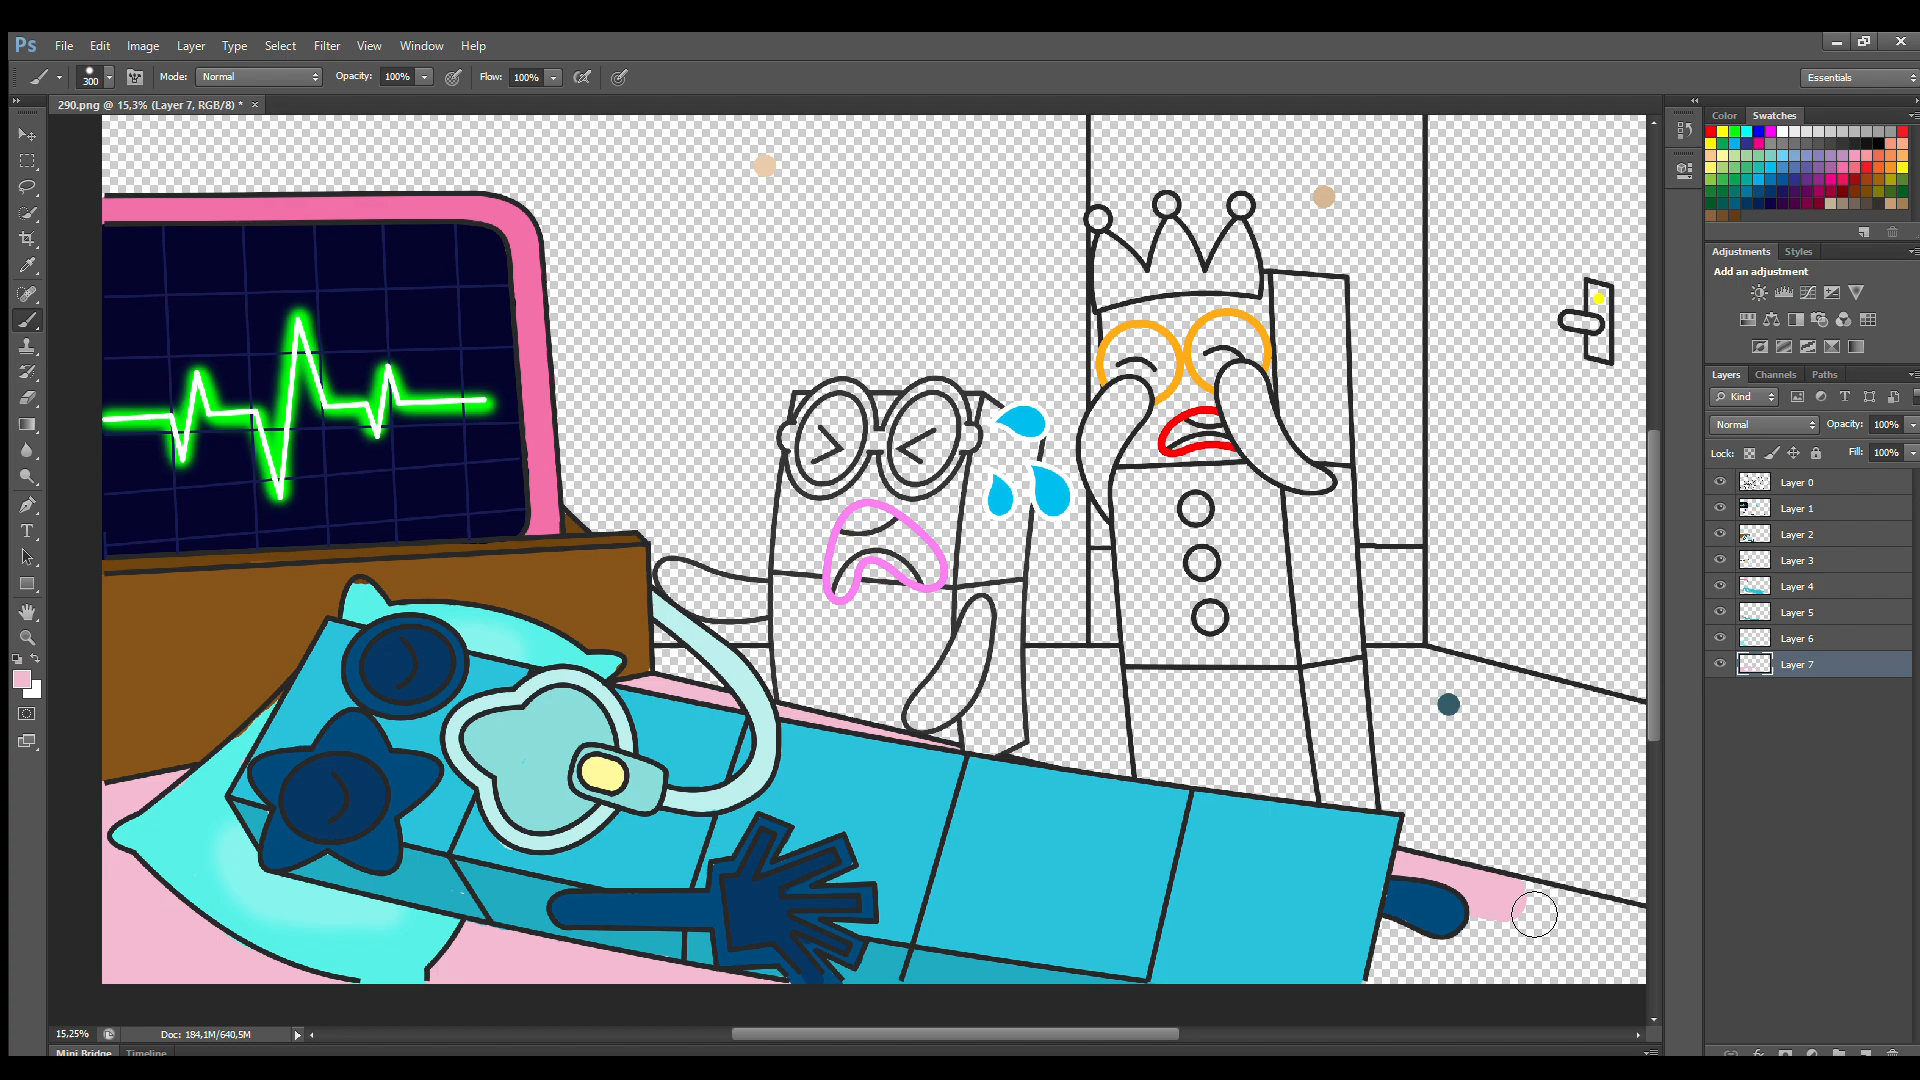 Ps File Edit Image Layer Type Select Filter View Window Help
300 Mode: Normal Opacity: 100% Flow: 100% Essentials
290.png @ 15,3% (Layer 7, RGB/8) * ×
Color Swatches
Adjustments Styles
Add an adjustment
Layers Channels Paths
Kind
Normal Opacity: 100%
Lock: Fill: 100%
Layer 0
Layer 1
Layer 2
Layer 3
Layer 4
Layer 5
Layer 6
Layer 7
15,25% Doc: 184,1M/640,5M
Mini Bridge Timeline